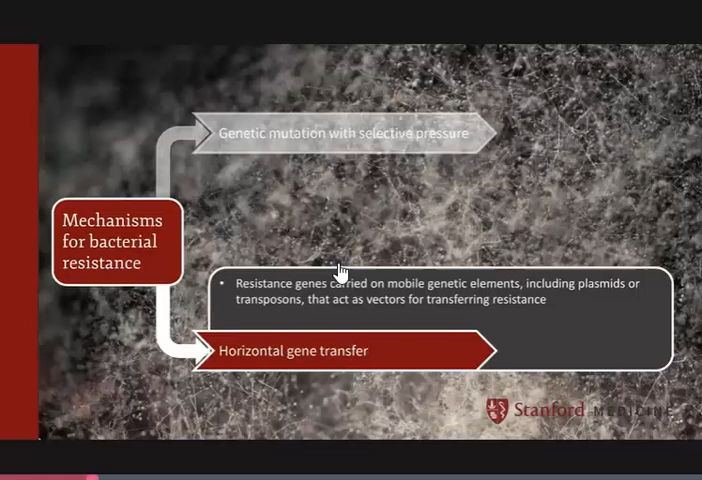 Genetic mutation with selective pressure
Mechanisms
for bacterial
resistance
• Resistance genes carried on mobile genetic elements, including plasmids or
transposons, that act as vectors for transferring resistance
Horizontal gene transfer
Stanford MEDICINE